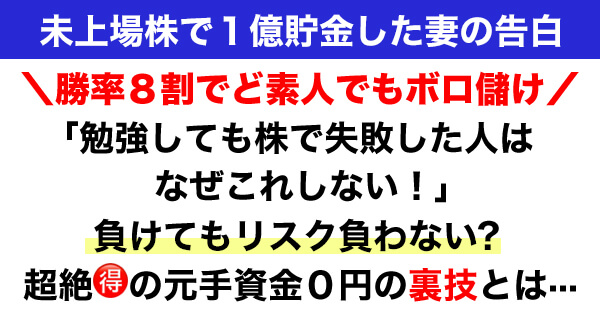 未上場株で１億貯金した妻の告白
＼勝率８割でど素人でもボロ儲け／
「勉強しても株で失敗した人は
なぜこれしない！」
負けてもリスク負わない?
超絶🉐の元手資金０円の裏技とは…